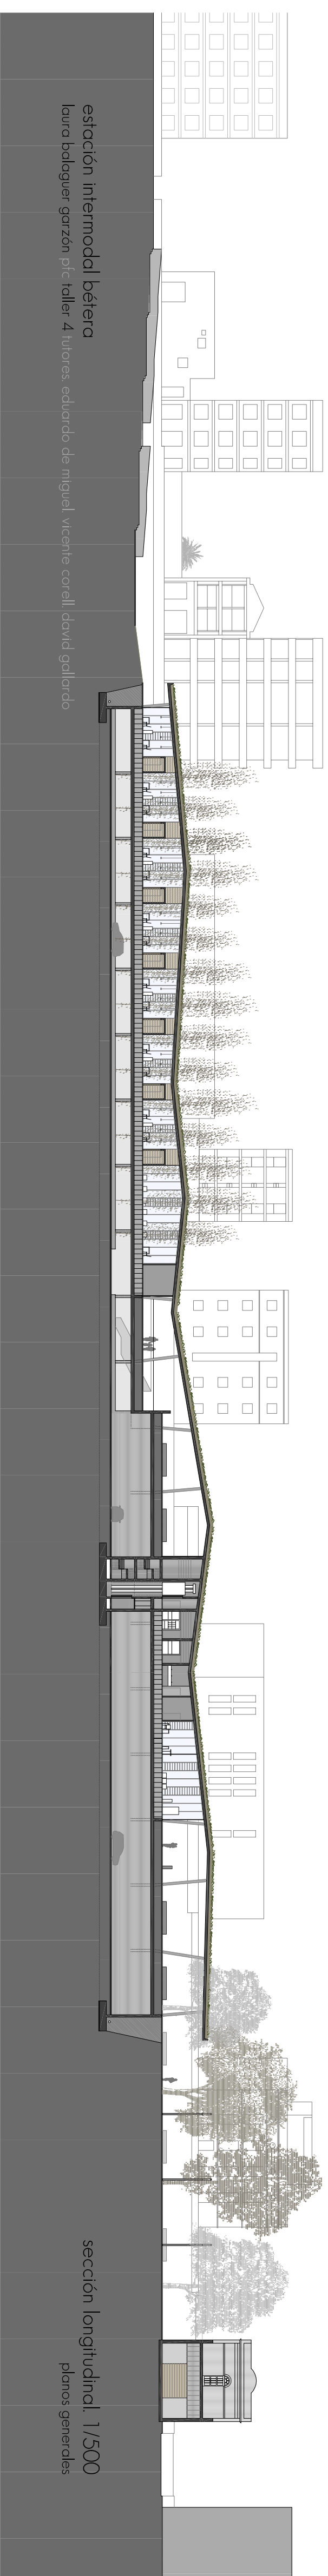 estación intermodal bétera
laura balaguer garzón pfc taller 4 tutores. eduardo de miguel. vicente corell. david gallardo
sección longitudinal. 1/500
planos generales